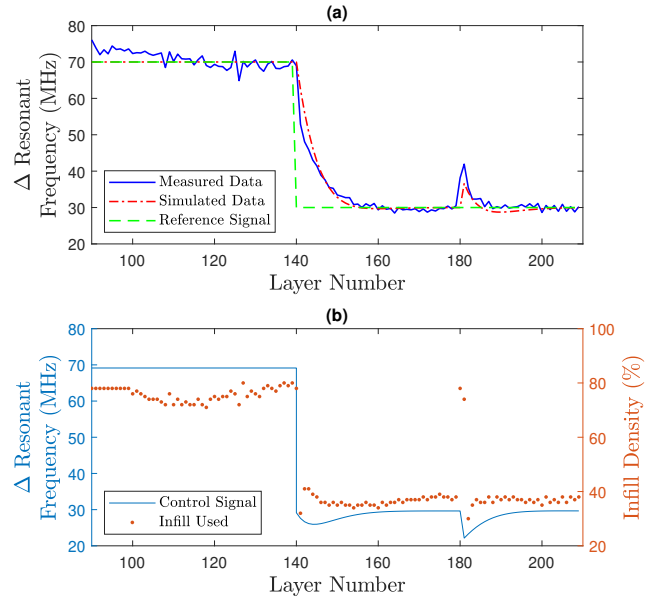 (a)
80
70
60
50
40
30
20
Δ Resonant
Frequency (MHz)
Measured Data
Simulated Data
Reference Signal
100
120
140
160
180
200
Layer Number
(b)
80
70
60
50
40
30
20
Δ Resonant
Frequency (MHz)
100
80
60
40
20
0
Infill Density (%)
Control Signal
Infill Used
100
120
140
160
180
200
Layer Number